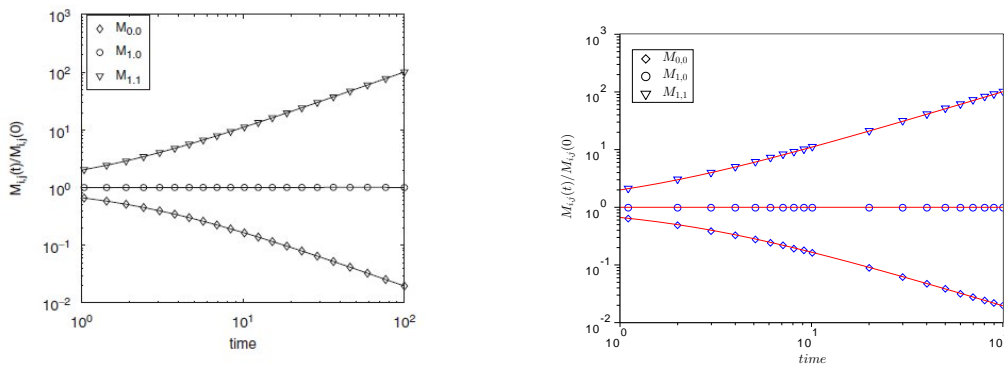 M₀.₀
M₁.₀
M₁.₁
10³
10²
10¹
10⁰
10⁻¹
10⁻²
Mᵢ,ⱼ(t)/Mᵢ,ⱼ(0)
10⁰ 10¹ 10²
time
M₀,₀
M₁,₀
M₁,₁
10³
10²
10¹
10⁰
10⁻¹
10⁻²
Mᵢ,ⱼ(t)/Mᵢ,ⱼ(0)
10⁰ 10¹ 10
time